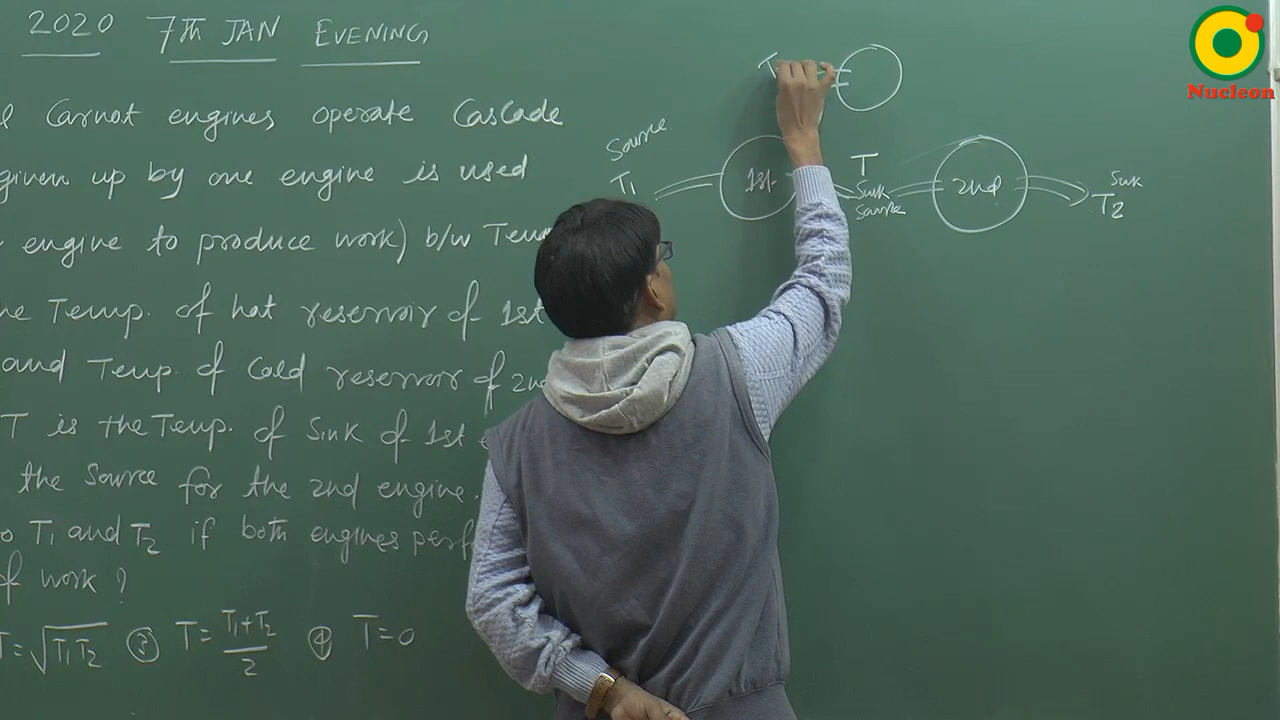 2020 7th JAN EVENING
Carnot engines operate Cascade
given up by one engine is used
engine to produce work) b/w
Temp. of hot reservoir of 1st
and Temp. of Cold reservoir of
T is the Temp. of Sink of 1st
the Source for the 2nd engine.
T1 and T2 if both engines
of work ?
T = √T1T2 ③ T = T1+T2/2 ④ T=0
Source
T1
1st
T
Sink
Source
2nd
Sink
T2
T
Nucleon